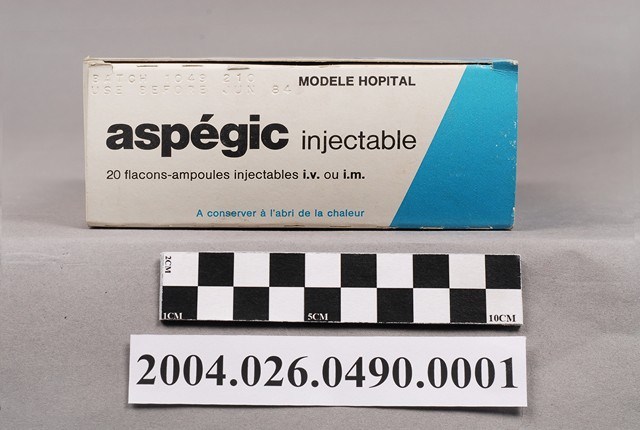 BATCH 1049 210
USE BEFORE JUN 84
MODELE HOPITAL
aspégic injectable
20 flacons-ampoules injectables i.v. ou i.m.
A conserver à l'abri de la chaleur
2CM
1CM
5CM
10CM
2004.026.0490.0001